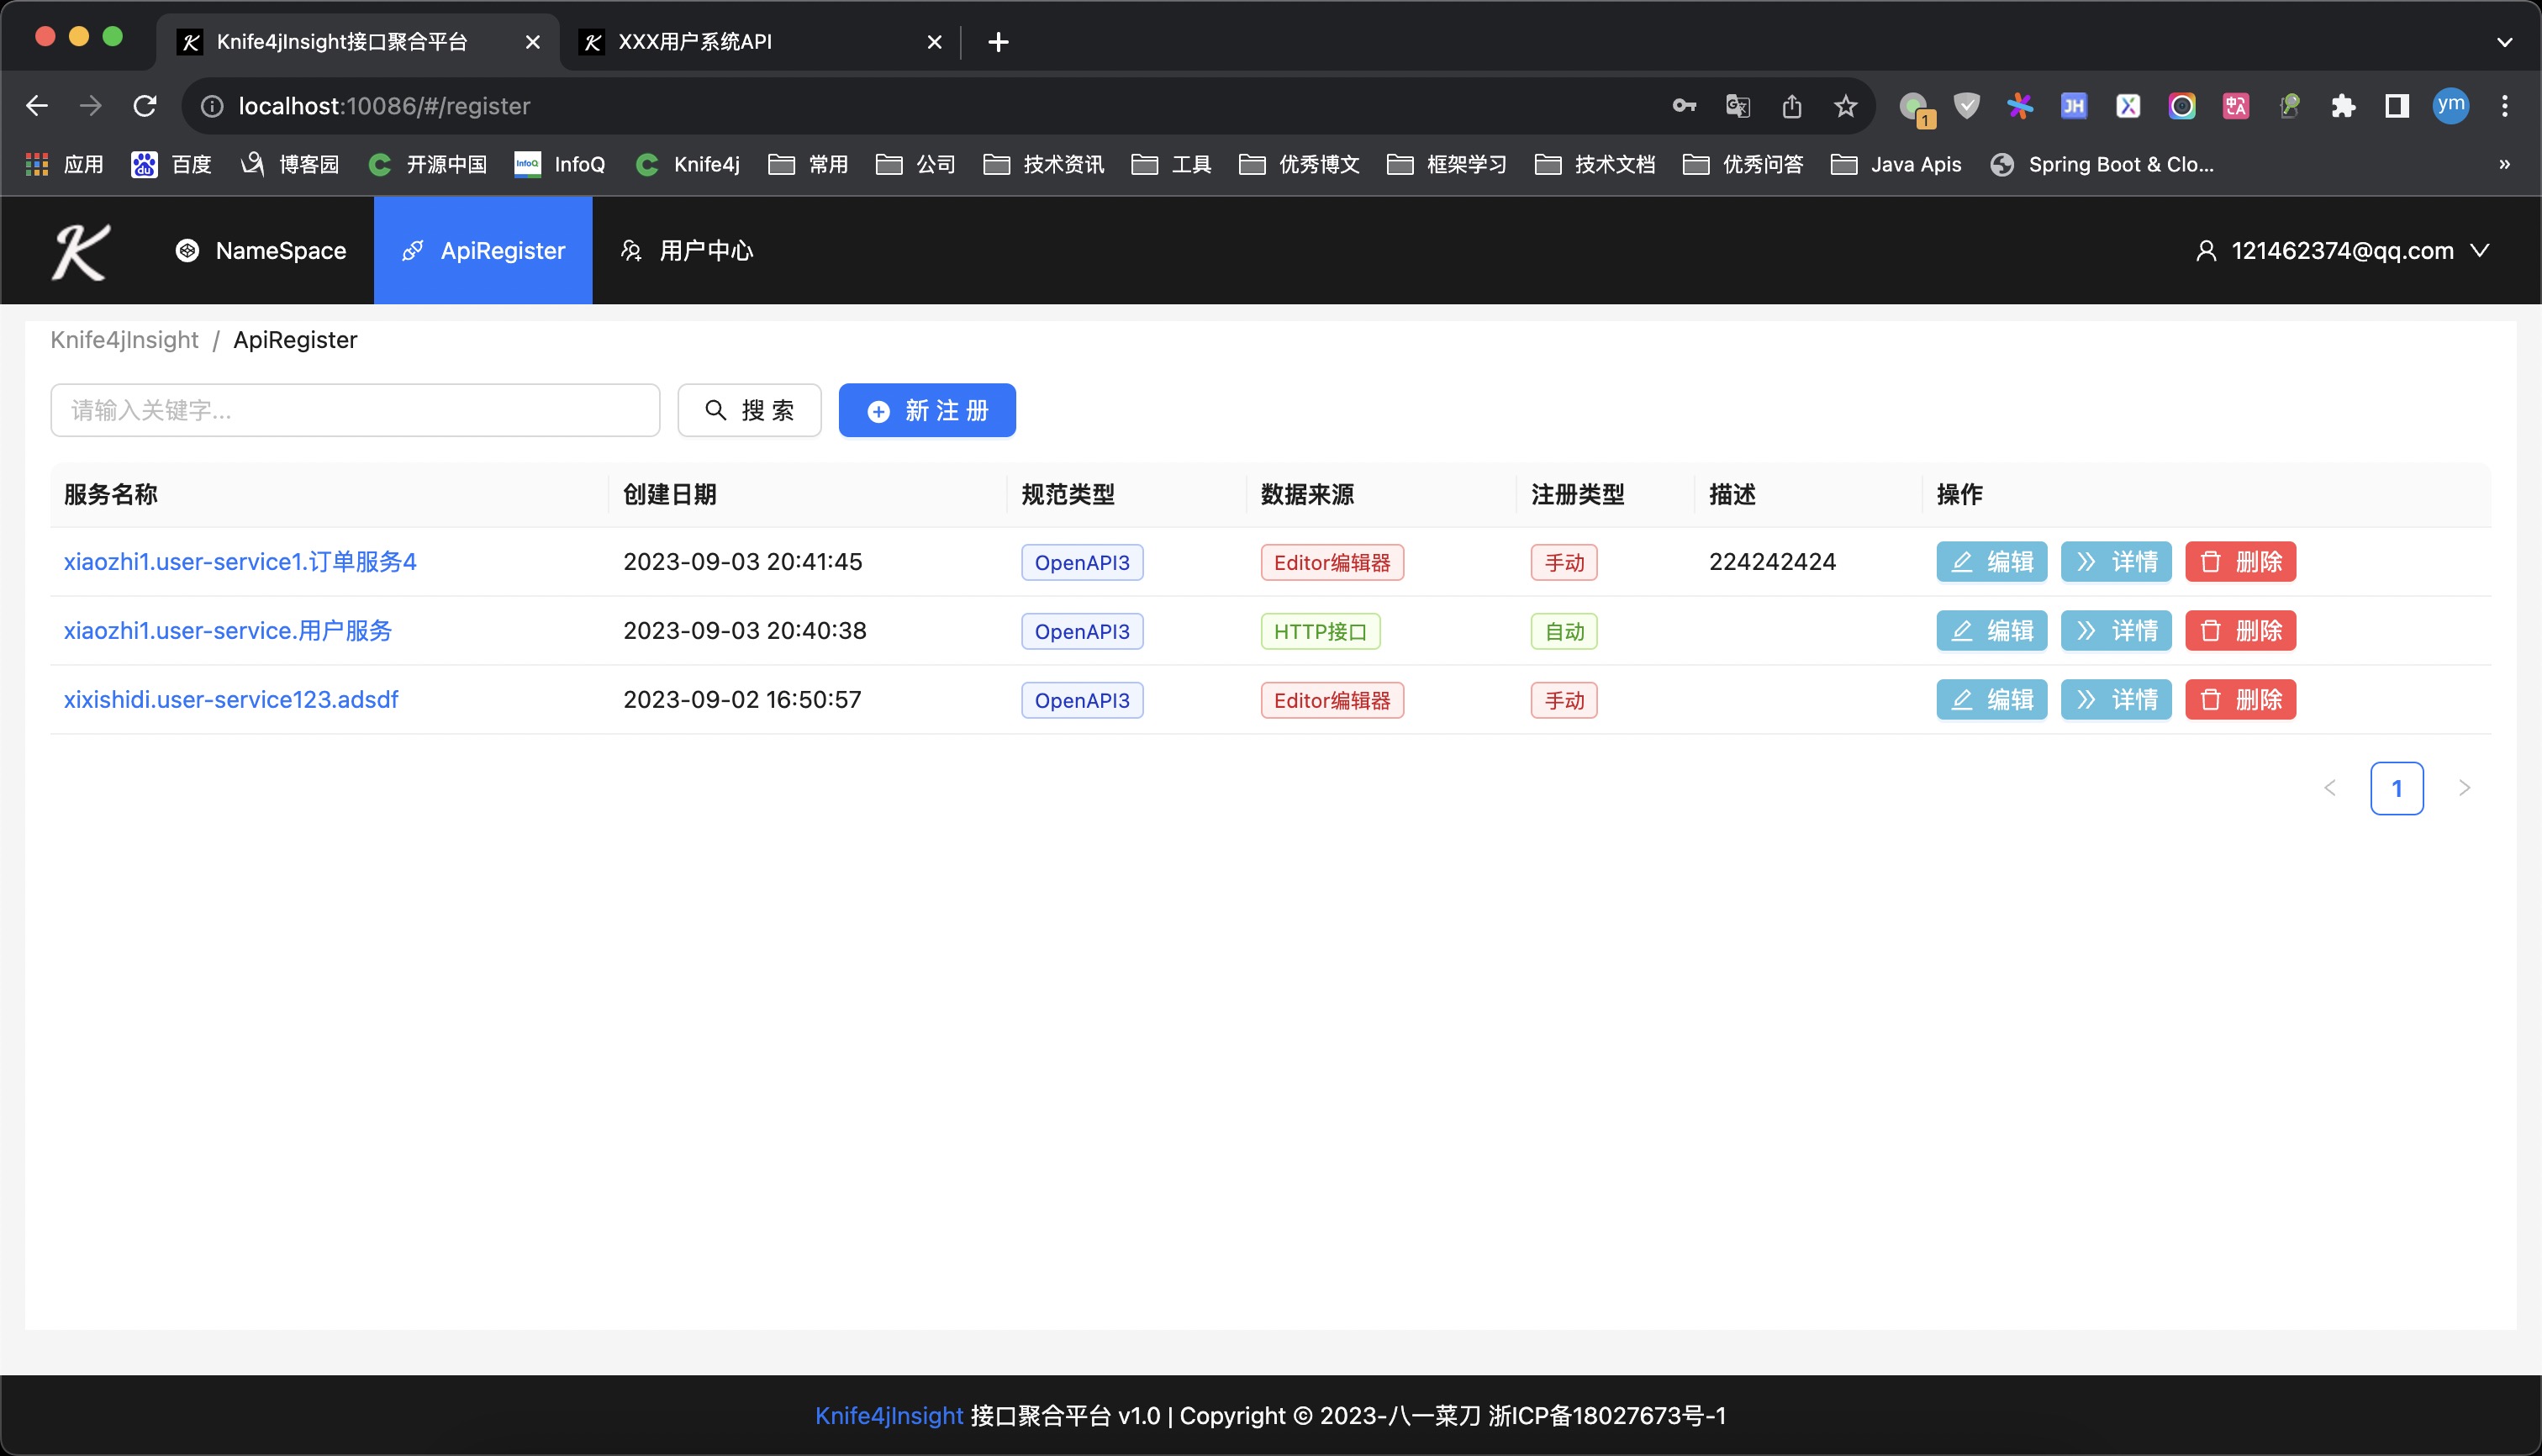 Knife4jInsight接口聚合平台 XXX用户系统API
localhost:10086/#/register 1 JH ym
应用 百度 博客园 开源中国 InfoQ Knife4j 常用 公司 技术资讯 工具 优秀博文 框架学习 技术文档 优秀问答 Java Apis Spring Boot & Clo... »
NameSpace ApiRegister 用户中心 121462374@qq.com
Knife4jInsight / ApiRegister
请输入关键字... 搜 索 新 注 册
服务名称 创建日期 规范类型 数据来源 注册类型 描述 操作
xiaozhi1.user-service1.订单服务4 2023-09-03 20:41:45 OpenAPI3 Editor编辑器 手动 224242424 编辑 详情 删除
xiaozhi1.user-service.用户服务 2023-09-03 20:40:38 OpenAPI3 HTTP接口 自动 编辑 详情 删除
xixishidi.user-service123.adsdf 2023-09-02 16:50:57 OpenAPI3 Editor编辑器 手动 编辑 详情 删除
1
Knife4jInsight 接口聚合平台 v1.0 | Copyright © 2023-八一菜刀 浙ICP备18027673号-1